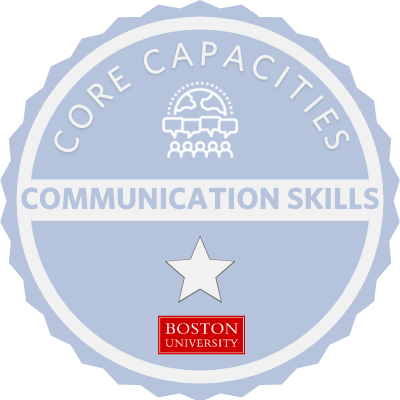 CORE CAPACITIES
COMMUNICATION SKILLS
BOSTON
UNIVERSITY